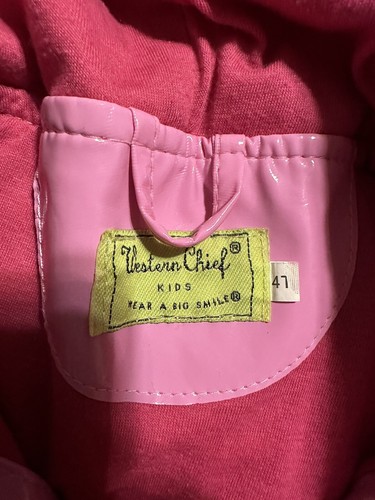 Western Chief®
KIDS
WEAR A BIG SMILE®
4T